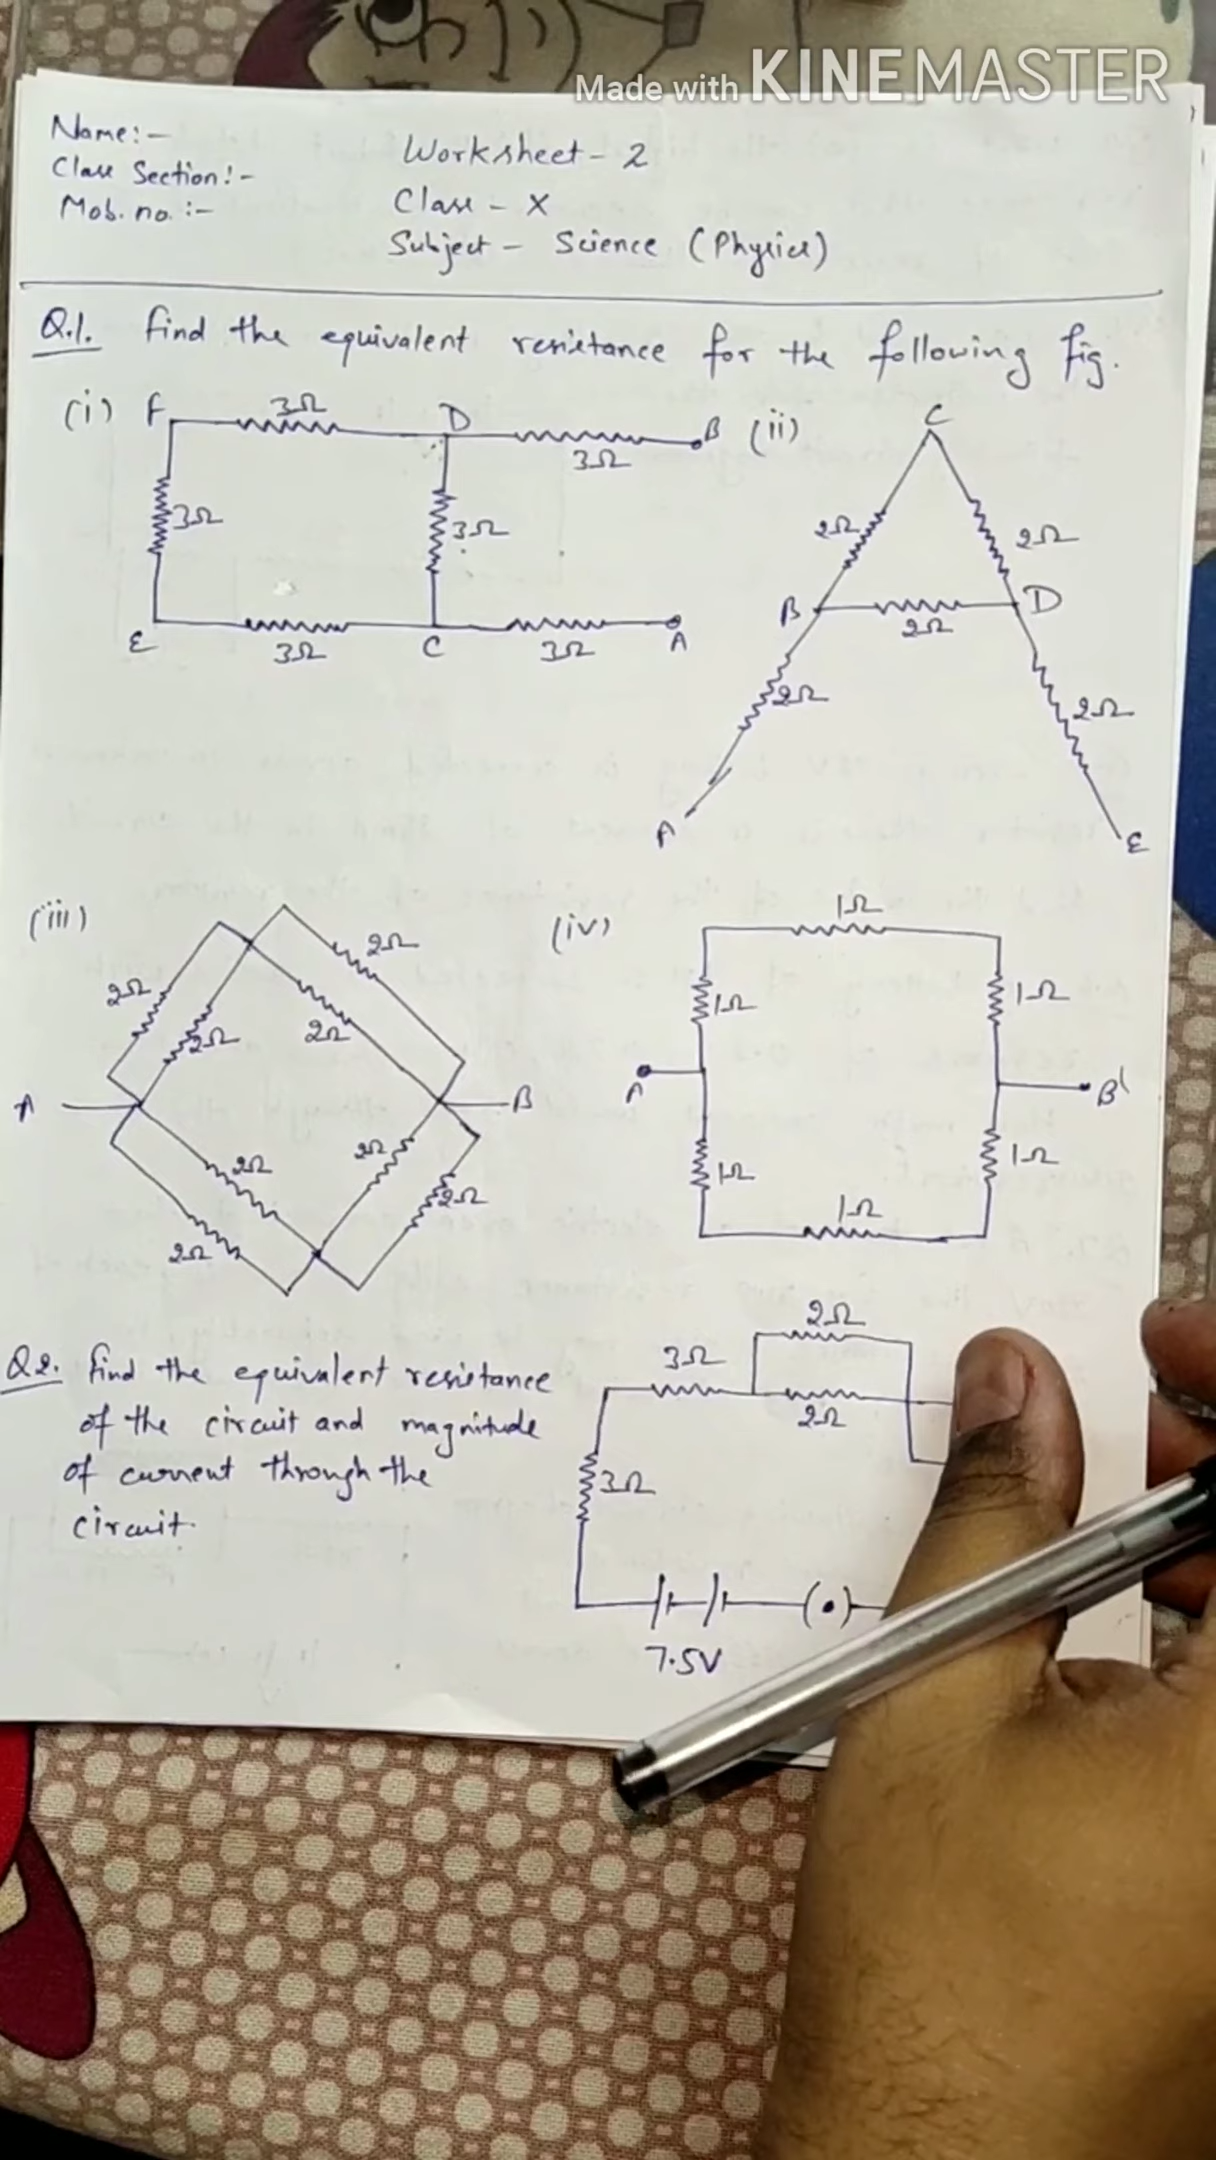 Made with KINEMASTER
Name:-
Class Section:-
Mob. no. :-
Worksheet - 2
Class - X
Subject - Science (Physics)
Q.1. find the equivalent resistance for the following fig.
(i) F 3Ω D B
3Ω
3Ω 3Ω
E 3Ω C 3Ω A
(ii) C
2Ω 2Ω
B 2Ω D
2Ω 2Ω
A E
(iii)
2Ω 2Ω
2Ω 2Ω
A B
2Ω 2Ω
2Ω 2Ω
(iv) 1Ω
1Ω 1Ω
A B
1Ω 1Ω
1Ω
Q2. find the equivalent resistance
of the circuit and magnitude
of current through the
circuit.
2Ω
3Ω 2Ω
3Ω
7.5V